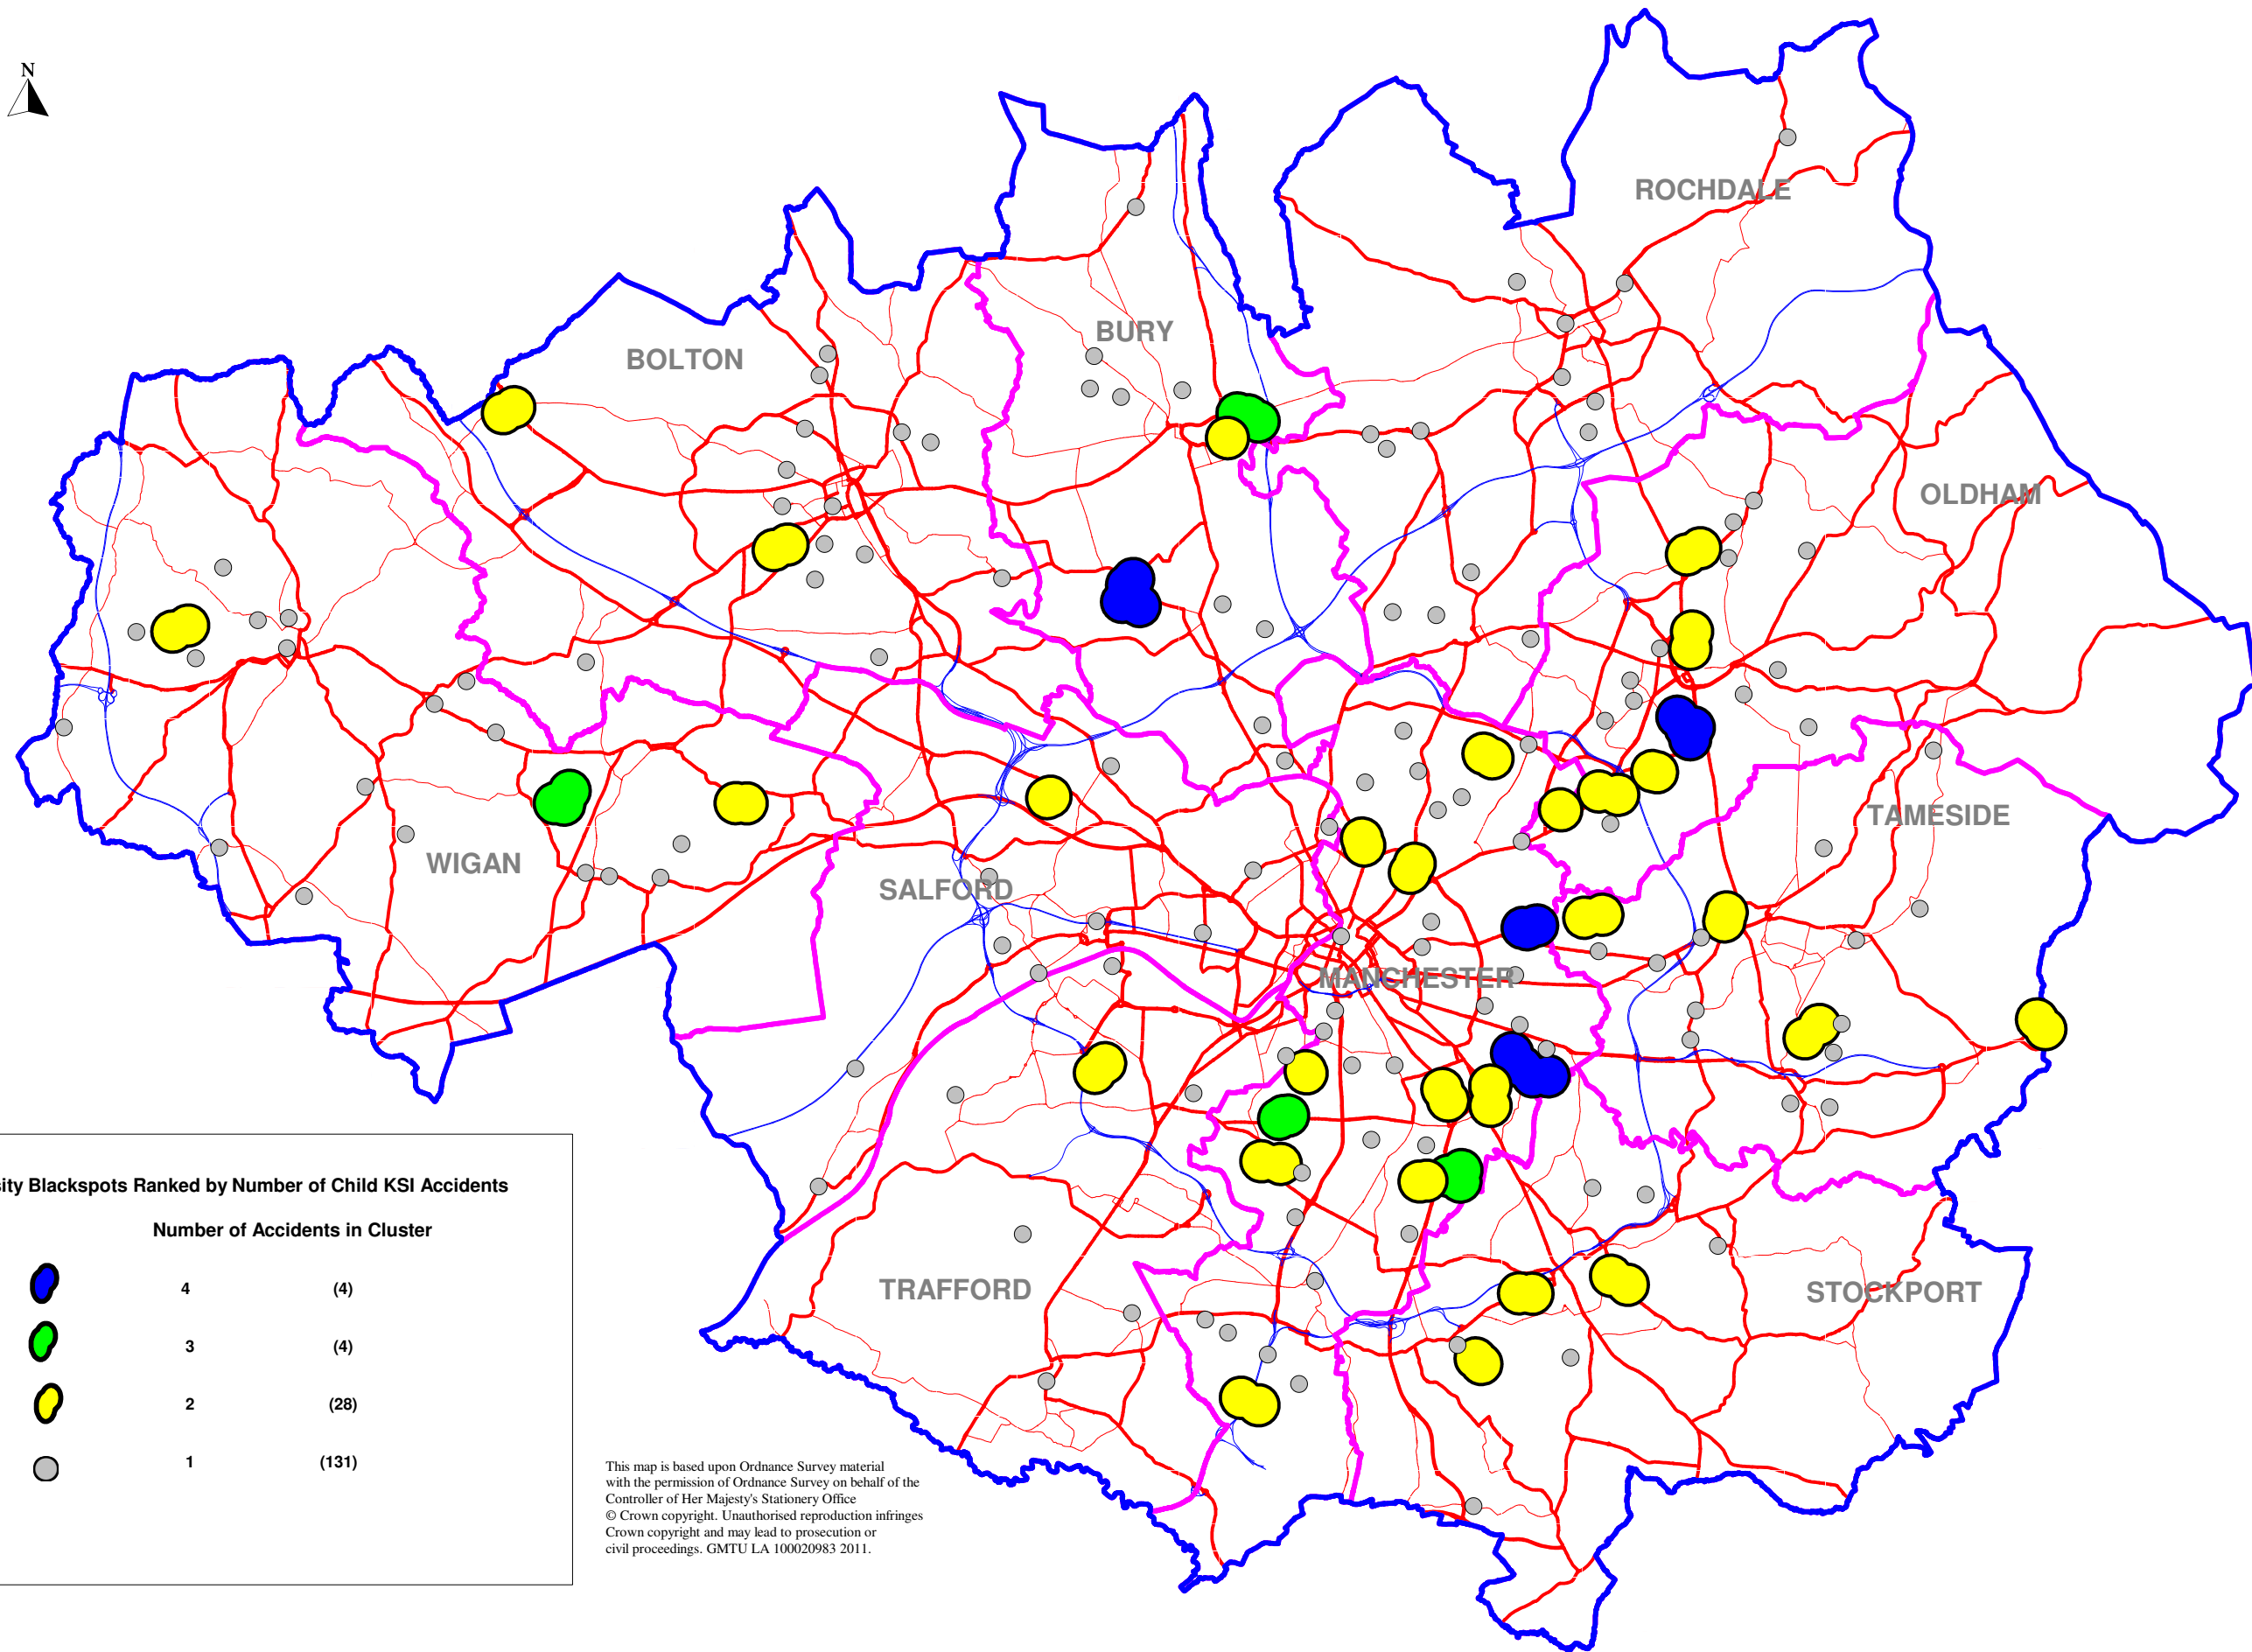 N
ROCHDALE
BURY
BOLTON
OLDHAM
TAMESIDE
WIGAN
SALFORD
MANCHESTER
TRAFFORD
STOCKPORT
Blackspots Ranked by Number of Child KSI Accidents
Number of Accidents in Cluster
4 (4)
3 (4)
2 (28)
1 (131)
This map is based upon Ordnance Survey material
with the permission of Ordnance Survey on behalf of the
Controller of Her Majesty's Stationery Office
© Crown copyright. Unauthorised reproduction infringes
Crown copyright and may lead to prosecution or
civil proceedings. GMTU LA 100020983 2011.